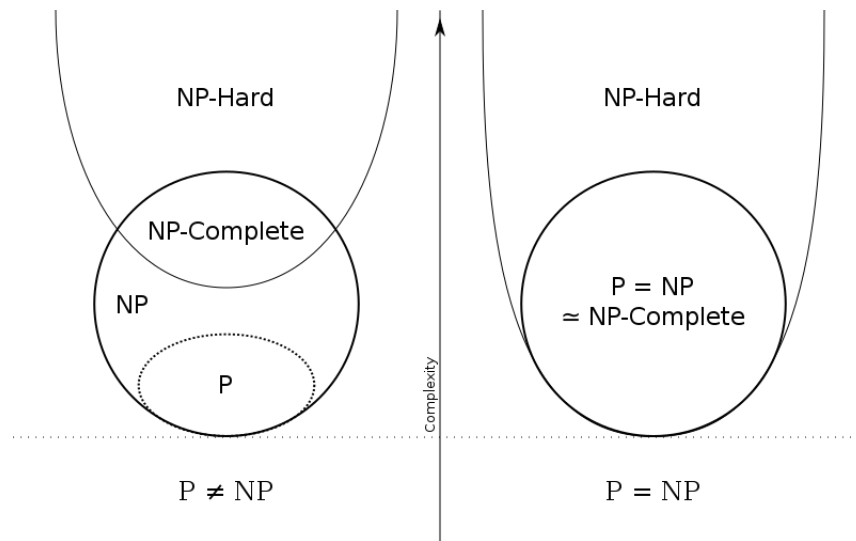 NP-Hard
NP-Complete
NP
P
P ≠ NP
Complexity
NP-Hard
P = NP
≃ NP-Complete
P = NP